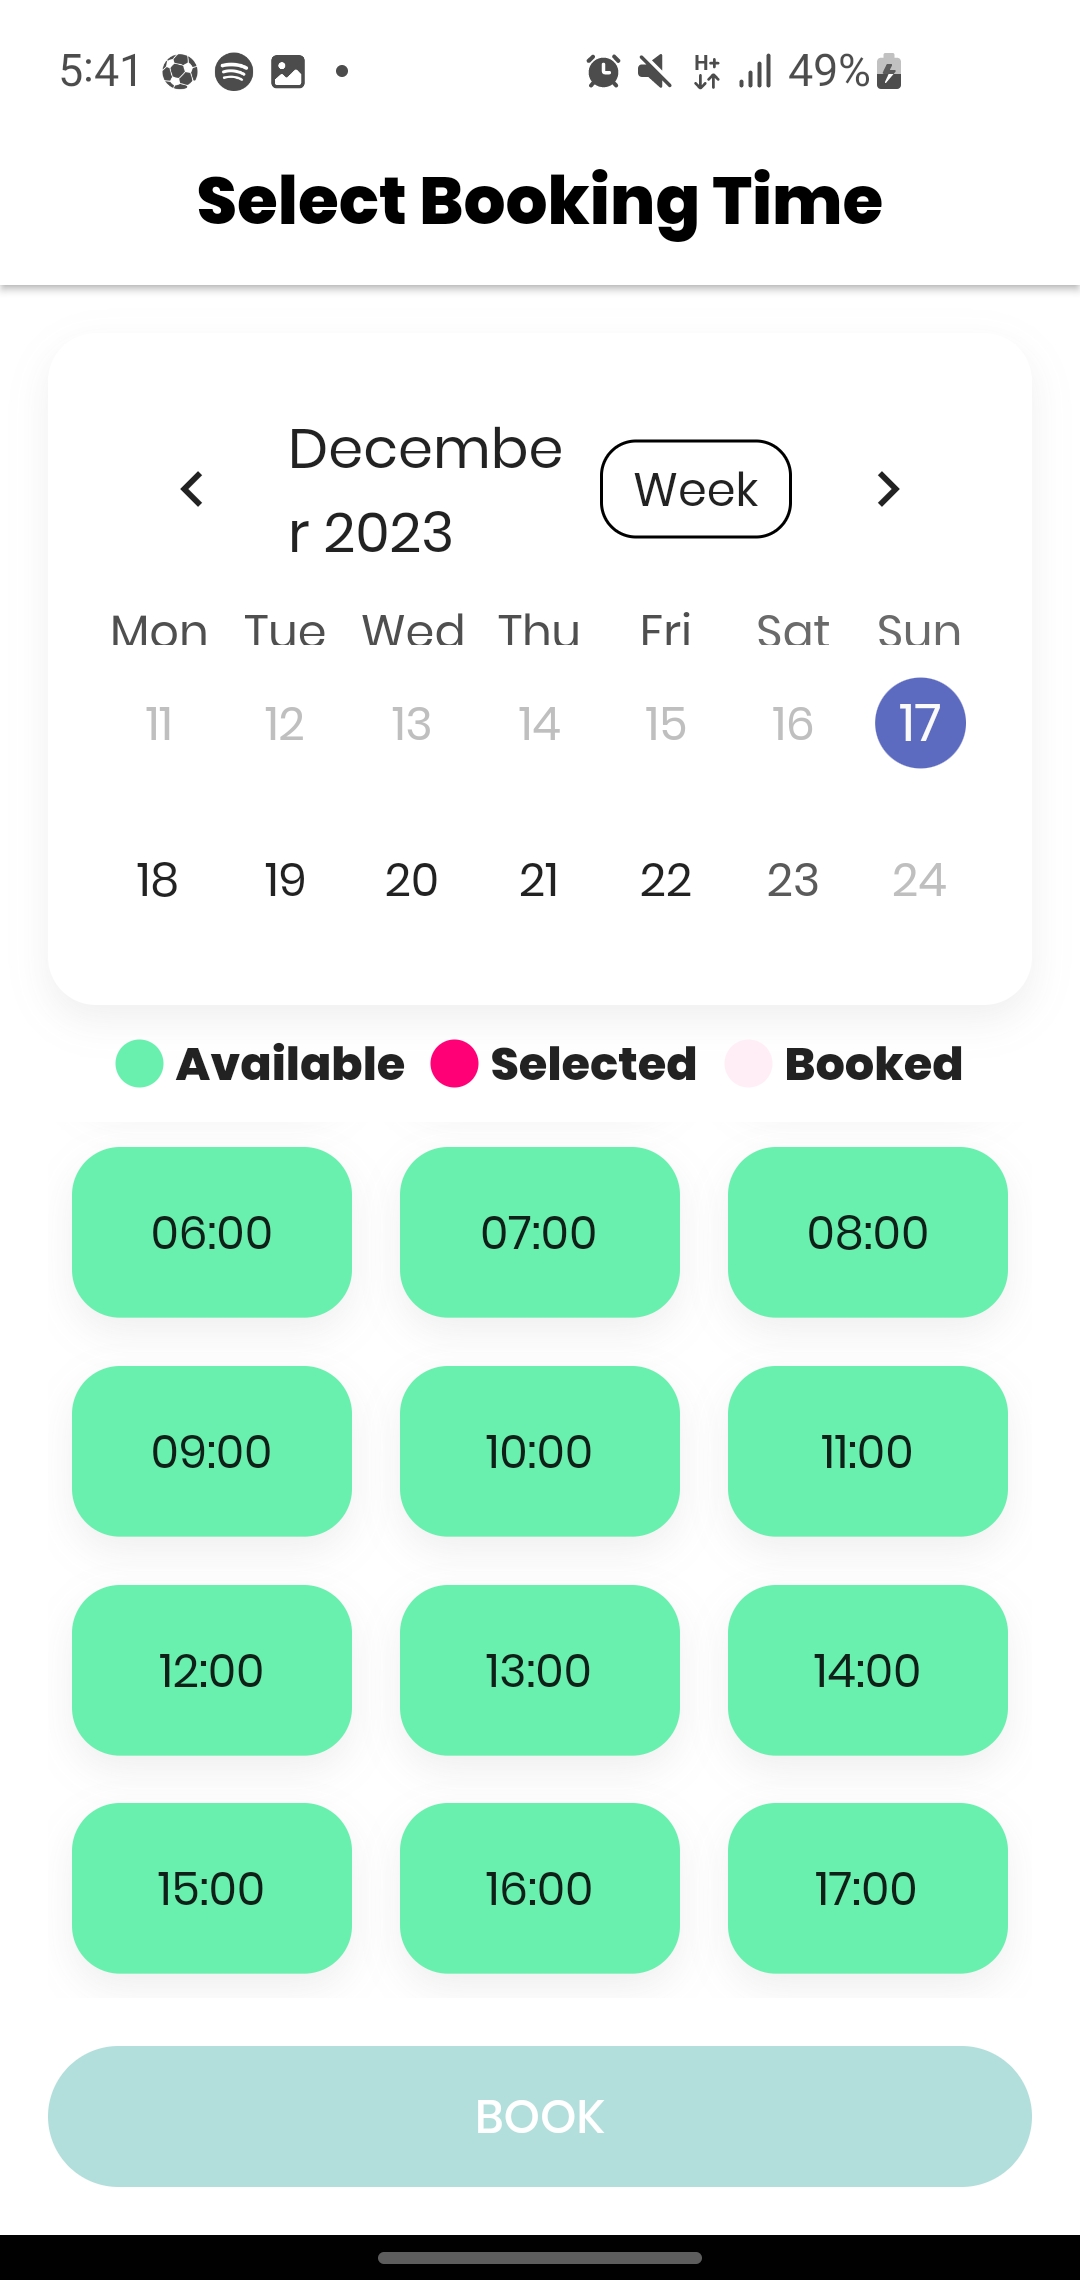 5:41 H+ 49%
Select Booking Time
Decembe
r 2023
Week
Mon Tue Wed Thu Fri Sat Sun
11 12 13 14 15 16 17
18 19 20 21 22 23 24
Available Selected Booked
06:00 07:00 08:00
09:00 10:00 11:00
12:00 13:00 14:00
15:00 16:00 17:00
BOOK